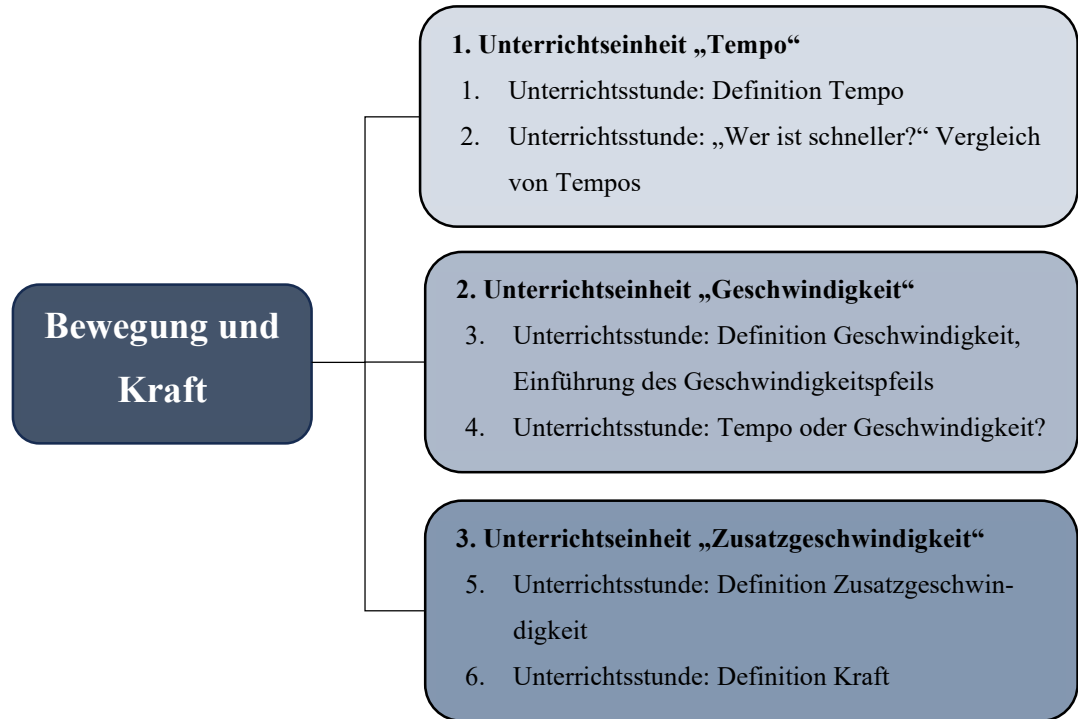 1. Unterrichtseinheit „Tempo“
1. Unterrichtsstunde: Definition Tempo
2. Unterrichtsstunde: „Wer ist schneller?“ Vergleich
von Tempos
Bewegung und
Kraft
2. Unterrichtseinheit „Geschwindigkeit“
3. Unterrichtsstunde: Definition Geschwindigkeit,
Einführung des Geschwindigkeitspfeils
4. Unterrichtsstunde: Tempo oder Geschwindigkeit?
3. Unterrichtseinheit „Zusatzgeschwindigkeit“
5. Unterrichtsstunde: Definition Zusatzgeschwin-
digkeit
6. Unterrichtsstunde: Definition Kraft